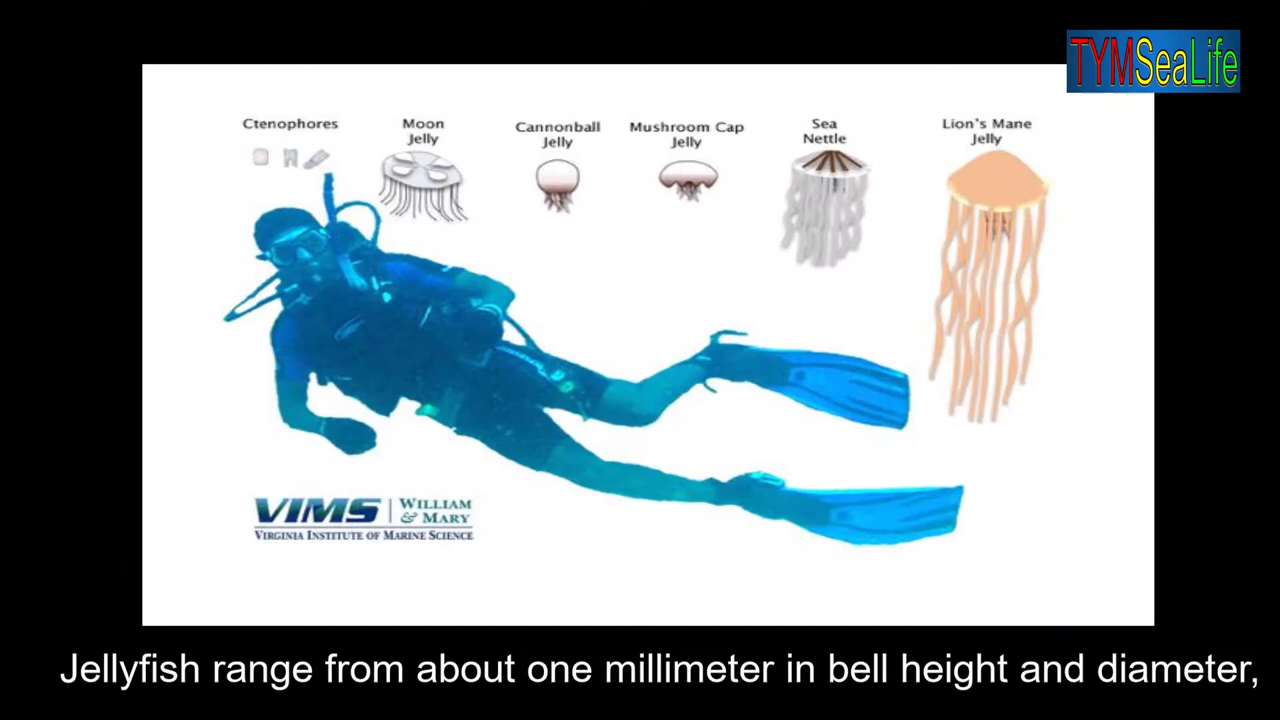 TYMSeaLife
Ctenophores
Moon
Jelly
Cannonball
Jelly
Mushroom Cap
Jelly
Sea
Nettle
Lion's Mane
Jelly
VIMS | WILLIAM
& MARY
VIRGINIA INSTITUTE OF MARINE SCIENCE
Jellyfish range from about one millimeter in bell height and diameter,